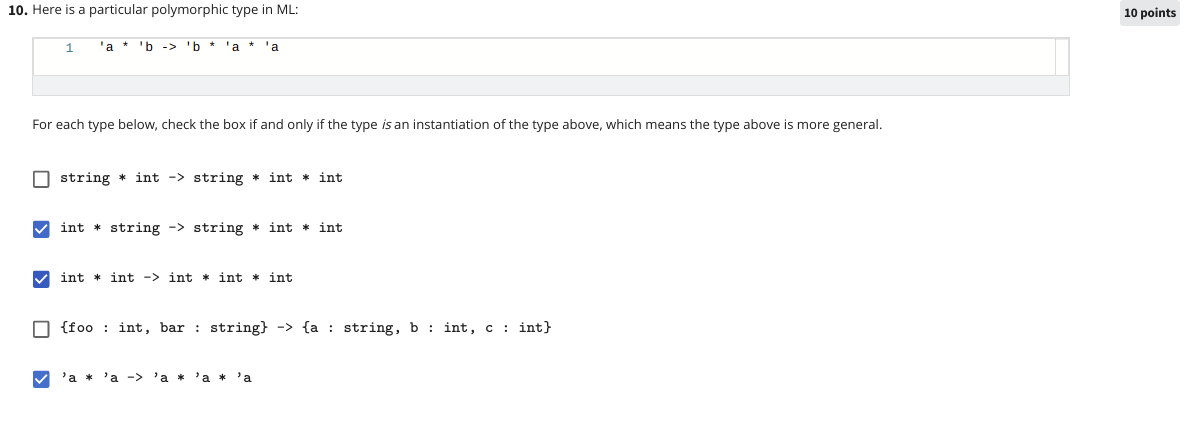 10. Here is a particular polymorphic type in ML:
10 points
1 'a * 'b -> 'b * 'a * 'a
For each type below, check the box if and only if the type is an instantiation of the type above, which means the type above is more general.
string * int -> string * int * int
int * string -> string * int * int
int * int -> int * int * int
{foo : int, bar : string} -> {a : string, b : int, c : int}
’a * ’a -> ’a * ’a * ’a